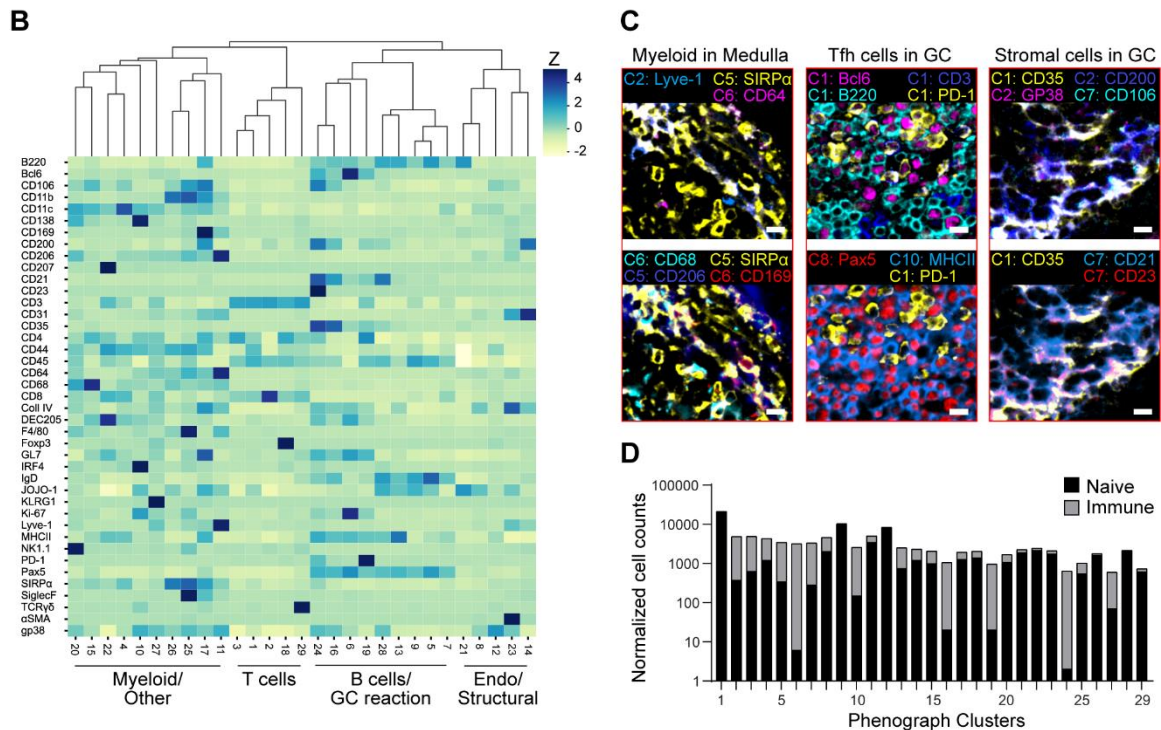 B
Z
4
2
0
-2
B220
Bcl6
CD106
CD11b
CD11c
CD138
CD169
CD200
CD206
CD207
CD21
CD23
CD3
CD31
CD35
CD4
CD44
CD45
CD64
CD68
CD8
Coll IV
DEC205
F4/80
Foxp3
GL7
IRF4
IgD
JOJO-1
KLRG1
Ki-67
Lyve-1
MHCII
NK1.1
PD-1
Pax5
SIRPα
SiglecF
TCRγδ
αSMA
gp38
20 15 22 4 10 27 26 25 17 11 3 1 2 18 29 24 16 6 19 28 13 9 5 7 21 8 12 23 14
Myeloid/
Other
T cells
B cells/
GC reaction
Endo/
Structural
C
Myeloid in Medulla
C2: Lyve-1 C5: SIRPα
C6: CD64
C6: CD68 C5: SIRPα
C5: CD206 C6: CD169
Tfh cells in GC
C1: Bcl6 C1: CD3
C1: B220 C1: PD-1
C8: Pax5 C10: MHCII
C1: PD-1
Stromal cells in GC
C1: CD35 C2: CD200
C2: GP38 C7: CD106
C1: CD35 C7: CD21
C7: CD23
D
Naive
Immune
Normalized cell counts
100000
10000
1000
100
10
1
1 5 10 15 20 25 29
Phenograph Clusters